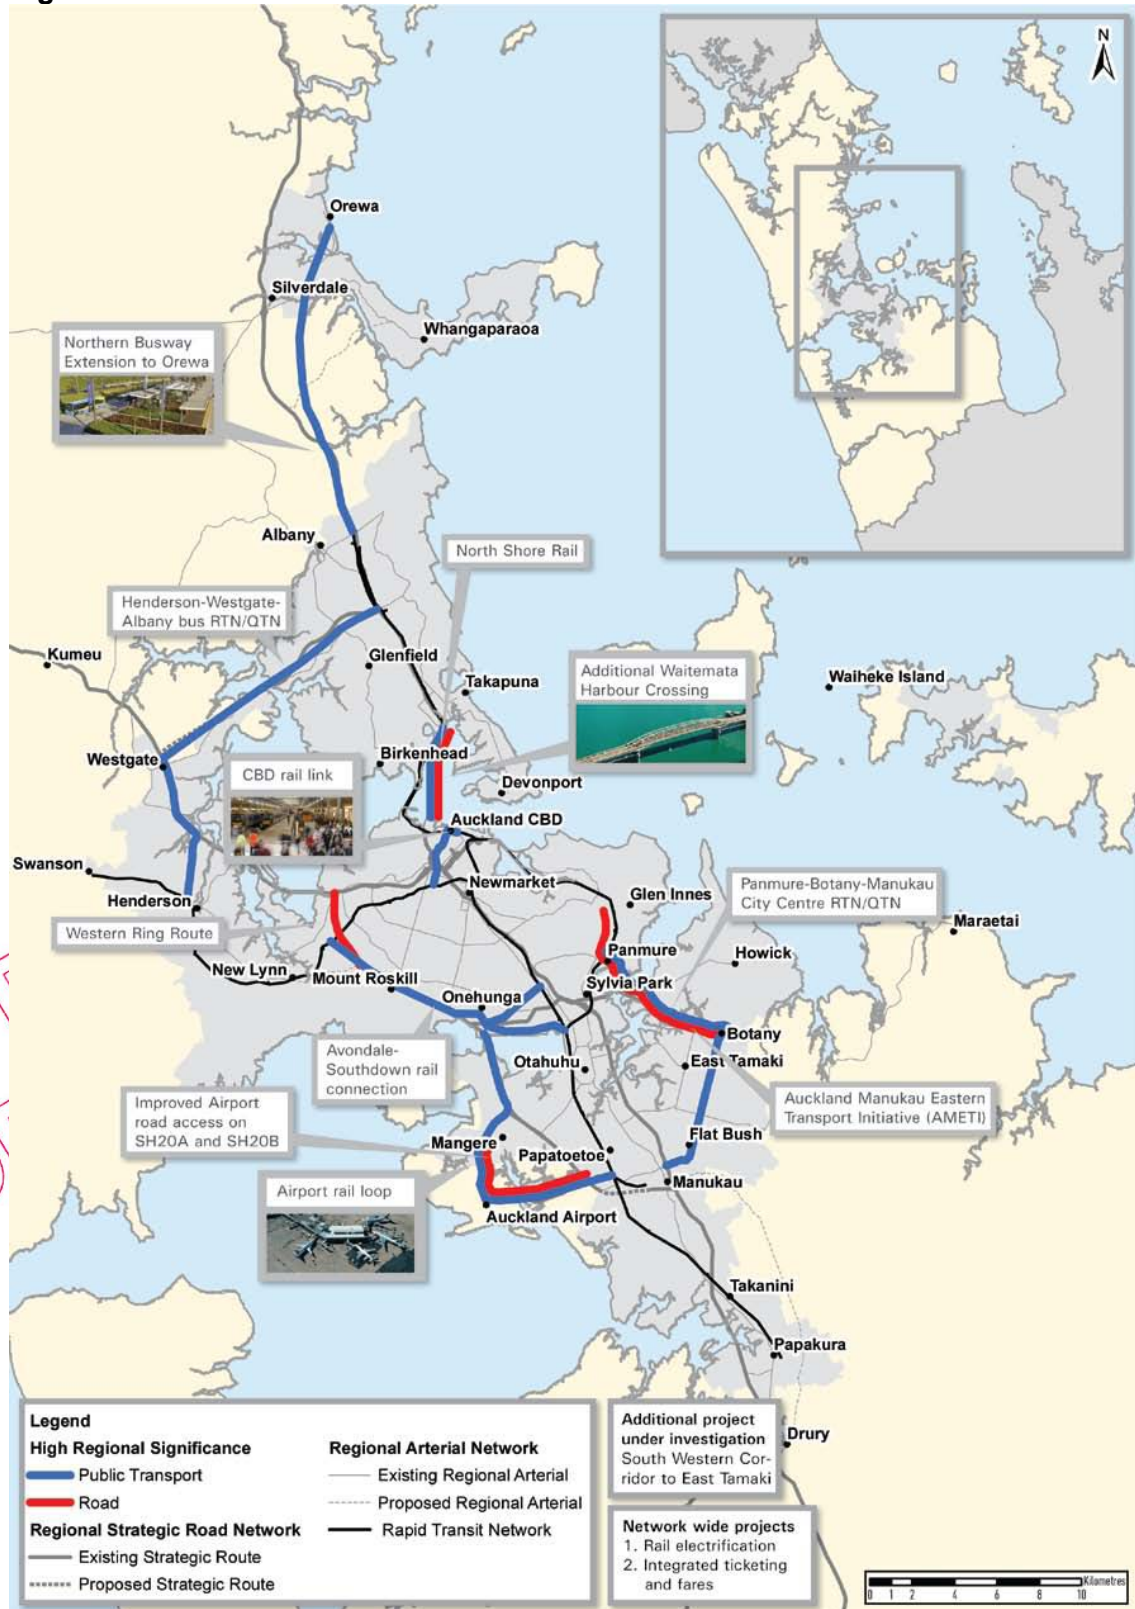 N
Orewa
Silverdale
Whangaparaoa
Northern Busway
Extension to Orewa
Albany
North Shore Rail
Henderson-Westgate-
Albany bus RTN/QTN
Kumeu
Glenfield
Takapuna
Additional Waitemata
Harbour Crossing
Waiheke Island
Westgate
Birkenhead
CBD rail link
Devonport
Auckland CBD
Swanson
Henderson
Newmarket
Glen Innes
Panmure-Botany-Manukau
City Centre RTN/QTN
Maraetai
Western Ring Route
New Lynn
Mount Roskill
Panmure
Howick
Sylvia Park
Onehunga
Botany
Avondale-
Southdown rail
connection
Otahuhu
East Tamaki
Improved Airport
road access on
SH20A and SH20B
Auckland Manukau Eastern
Transport Initiative (AMETI)
Mangere
Papatoetoe
Flat Bush
Airport rail loop
Manukau
Auckland Airport
Takanini
Papakura
Drury
Legend
High Regional Significance
Public Transport
Road
Regional Strategic Road Network
Existing Strategic Route
Proposed Strategic Route
Regional Arterial Network
Existing Regional Arterial
Proposed Regional Arterial
Rapid Transit Network
Additional project
under investigation
South Western Cor-
ridor to East Tamaki
Network wide projects
1. Rail electrification
2. Integrated ticketing
and fares
Kilometres
0 1 2 4 6 8 10